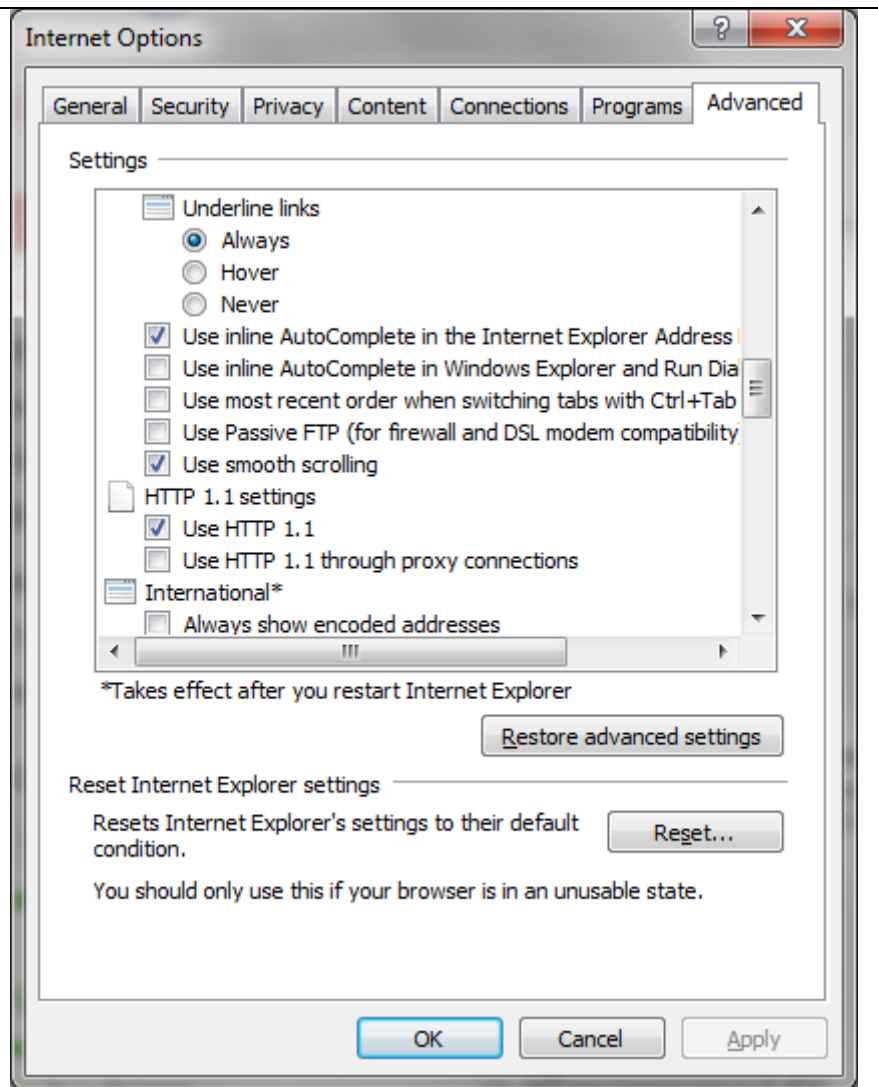 Internet Options
General Security Privacy Content Connections Programs Advanced
Settings
Underline links
Always
Hover
Never
Use inline AutoComplete in the Internet Explorer Address
Use inline AutoComplete in Windows Explorer and Run Dia
Use most recent order when switching tabs with Ctrl+Tab
Use Passive FTP (for firewall and DSL modem compatibility)
Use smooth scrolling
HTTP 1.1 settings
Use HTTP 1.1
Use HTTP 1.1 through proxy connections
International*
Always show encoded addresses
*Takes effect after you restart Internet Explorer
Restore advanced settings
Reset Internet Explorer settings
Resets Internet Explorer's settings to their default
condition.
Reset...
You should only use this if your browser is in an unusable state.
OK Cancel Apply